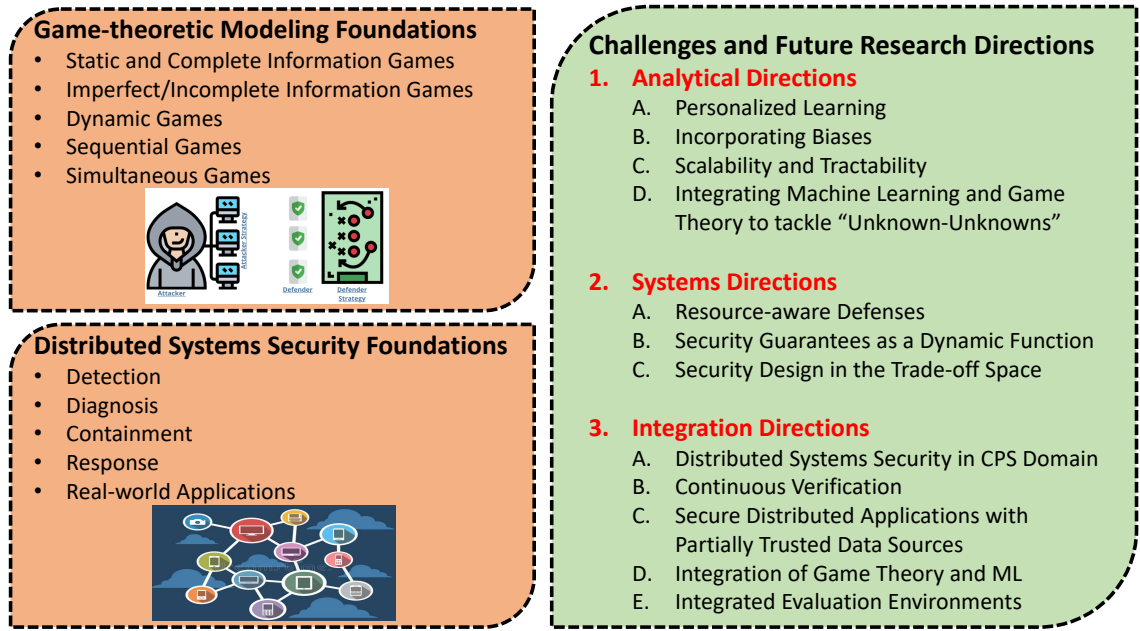 Game-theoretic Modeling Foundations
• Static and Complete Information Games
• Imperfect/Incomplete Information Games
• Dynamic Games
• Sequential Games
• Simultaneous Games
Attacker
Attacker Strategy
Defender
Defender
Strategy
Distributed Systems Security Foundations
• Detection
• Diagnosis
• Containment
• Response
• Real-world Applications
Challenges and Future Research Directions
1. Analytical Directions
A. Personalized Learning
B. Incorporating Biases
C. Scalability and Tractability
D. Integrating Machine Learning and Game
Theory to tackle “Unknown-Unknowns”
2. Systems Directions
A. Resource-aware Defenses
B. Security Guarantees as a Dynamic Function
C. Security Design in the Trade-off Space
3. Integration Directions
A. Distributed Systems Security in CPS Domain
B. Continuous Verification
C. Secure Distributed Applications with
Partially Trusted Data Sources
D. Integration of Game Theory and ML
E. Integrated Evaluation Environments